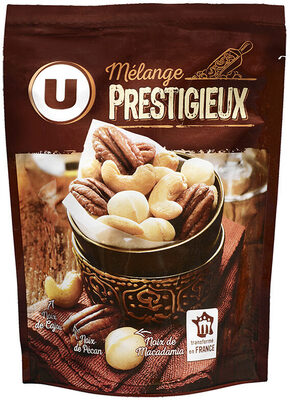 U
Mélange
PRESTIGIEUX
Noix
de Cajou
Noix
de Pécan
Noix de
Macadamia
transformé
en FRANCE